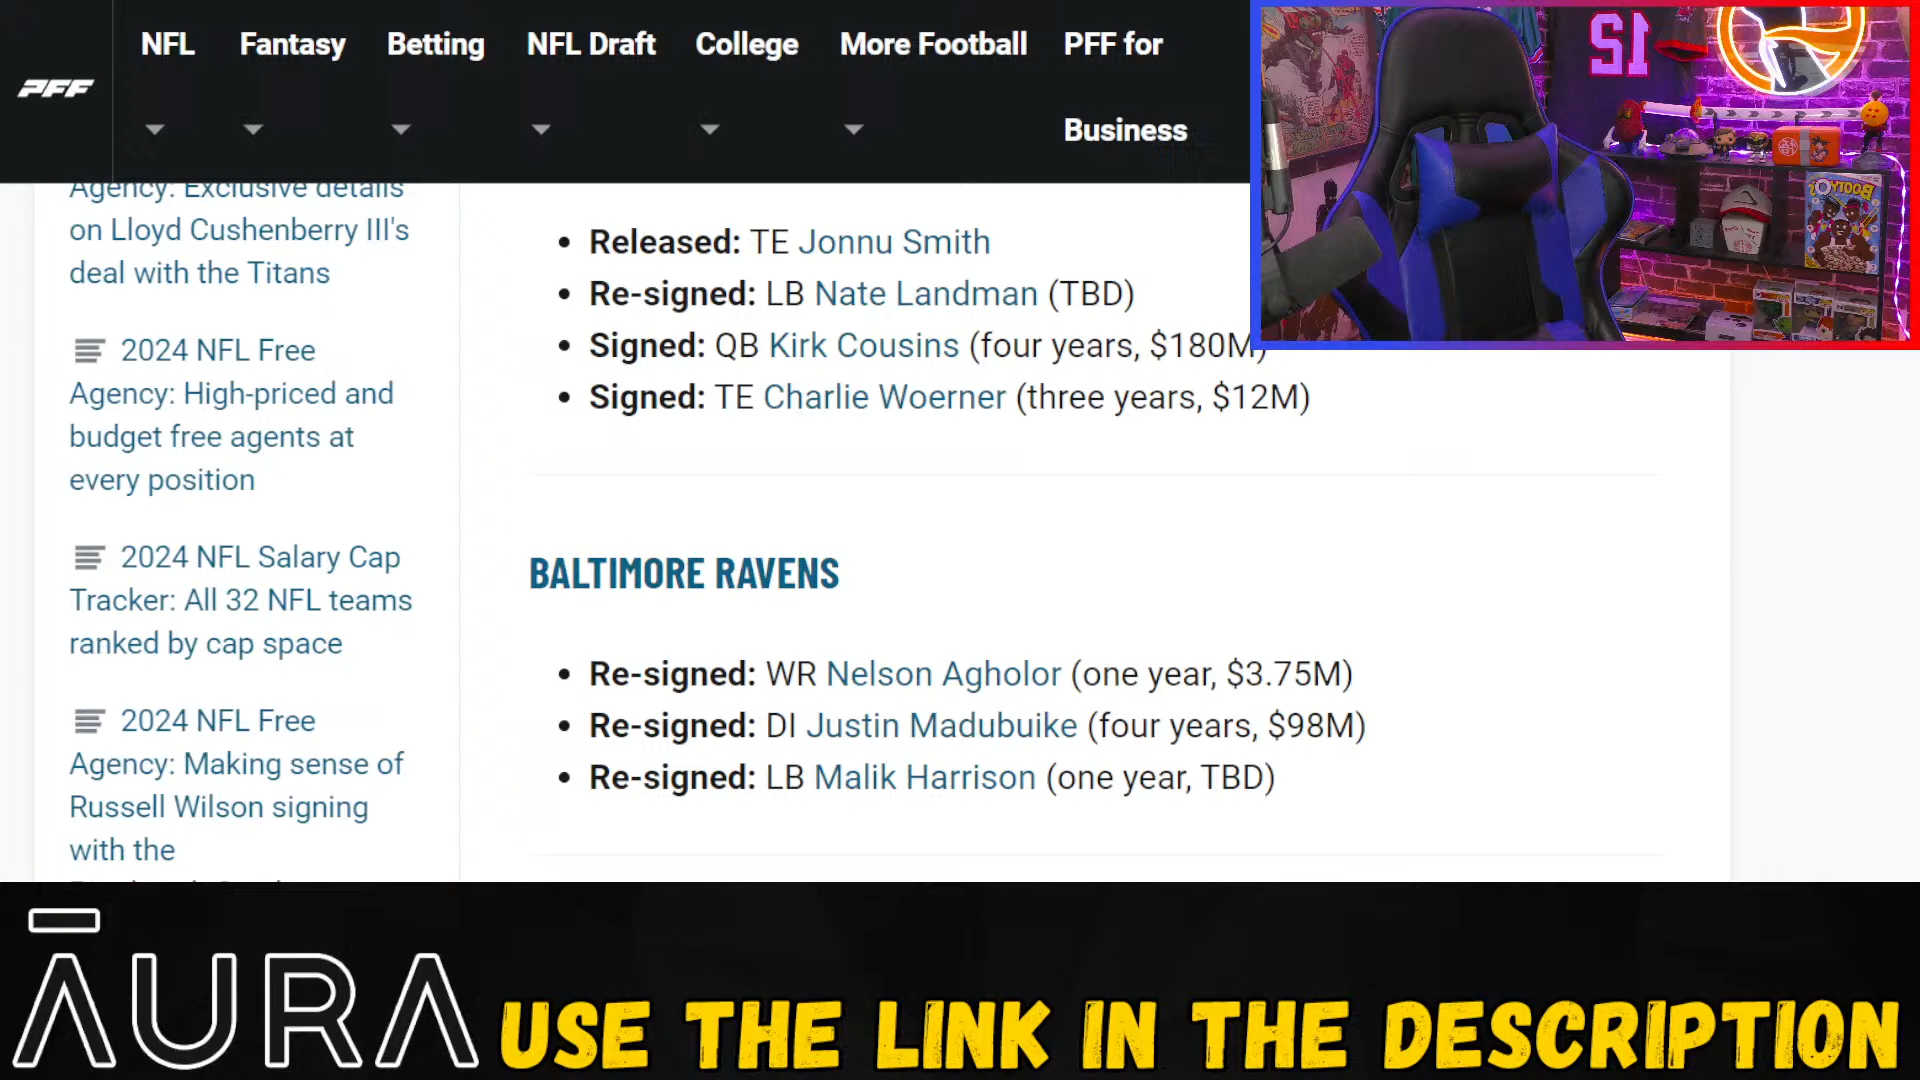 PFF
NFL
Fantasy
Betting
NFL Draft
College
More Football
PFF for
Business
Agency: Exclusive details
on Lloyd Cushenberry III's
deal with the Titans
2024 NFL Free
Agency: High-priced and
budget free agents at
every position
2024 NFL Salary Cap
Tracker: All 32 NFL teams
ranked by cap space
2024 NFL Free
Agency: Making sense of
Russell Wilson signing
with the
• Released: TE Jonnu Smith
• Re-signed: LB Nate Landman (TBD)
• Signed: QB Kirk Cousins (four years, $180M)
• Signed: TE Charlie Woerner (three years, $12M)
BALTIMORE RAVENS
• Re-signed: WR Nelson Agholor (one year, $3.75M)
• Re-signed: DI Justin Madubuike (four years, $98M)
• Re-signed: LB Malik Harrison (one year, TBD)
15
ĀURA
USE THE LINK IN THE DESCRIPTION